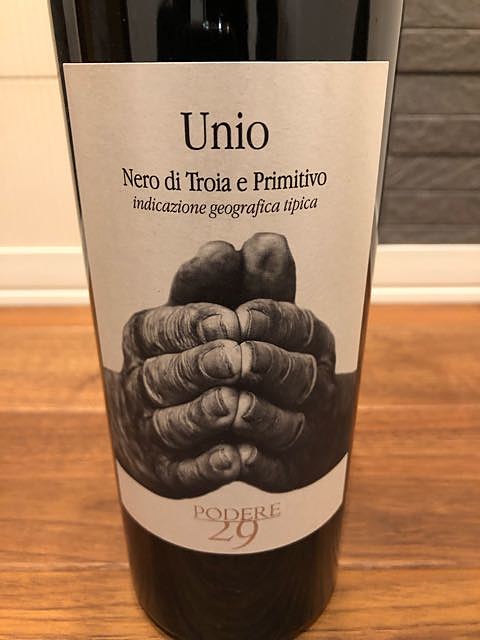 Unio
Nero di Troia e Primitivo
indicazione geografica tipica
PODERE
29